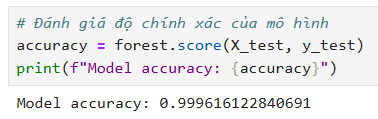 # Đánh giá độ chính xác của mô hình
accuracy = forest.score(X_test, y_test)
print(f"Model accuracy: {accuracy}")
Model accuracy: 0.999616122840691